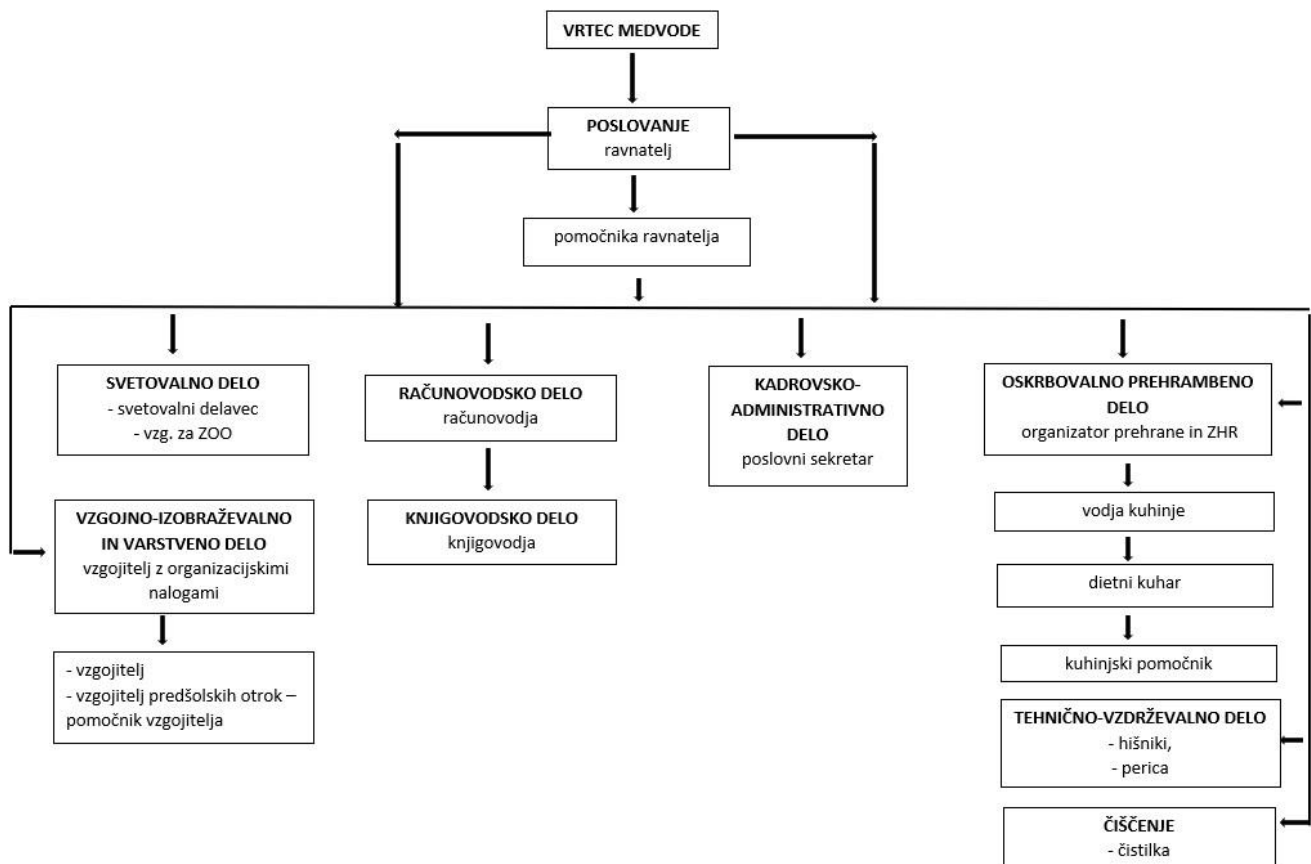 VRTEC MEDVODE
POSLOVANJE
ravnatelj
pomočnika ravnatelja
SVETOVALNO DELO
- svetovalni delavec
- vzg. za ZOO
RAČUNOVODSKO DELO
računovodja
KADROVSKO-
ADMINISTRATIVNO
DELO
poslovni sekretar
OSKRBOVALNO PREHRAMBENO
DELO
organizator prehrane in ZHR
VZGOJNO-IZOBRAŽEVALNO
IN VARSTVENO DELO
vzgojitelj z organizacijskimi
nalogami
KNJIGOVODSKO DELO
knjigovodja
vodja kuhinje
dietni kuhar
- vzgojitelj
- vzgojitelj predšolskih otrok –
pomočnik vzgojitelja
kuhinjski pomočnik
TEHNIČNO-VZDRŽEVALNO DELO
- hišniki,
- perica
ČIŠČENJE
- čistilka